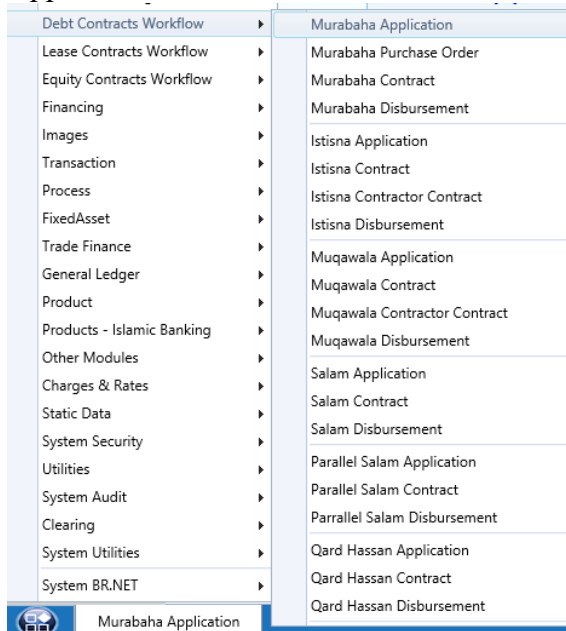 Debt Contracts Workflow
Lease Contracts Workflow
Equity Contracts Workflow
Financing
Images
Transaction
Process
FixedAsset
Trade Finance
General Ledger
Product
Products - Islamic Banking
Other Modules
Charges & Rates
Static Data
System Security
Utilities
System Audit
Clearing
System Utilities
System BR.NET
Murabaha Application
Murabaha Application
Murabaha Purchase Order
Murabaha Contract
Murabaha Disbursement
Istisna Application
Istisna Contract
Istisna Contractor Contract
Istisna Disbursement
Muqawala Application
Muqawala Contract
Muqawala Contractor Contract
Muqawala Disbursement
Salam Application
Salam Contract
Salam Disbursement
Parallel Salam Application
Parallel Salam Contract
Parrallel Salam Disbursement
Qard Hassan Application
Qard Hassan Contract
Qard Hassan Disbursement